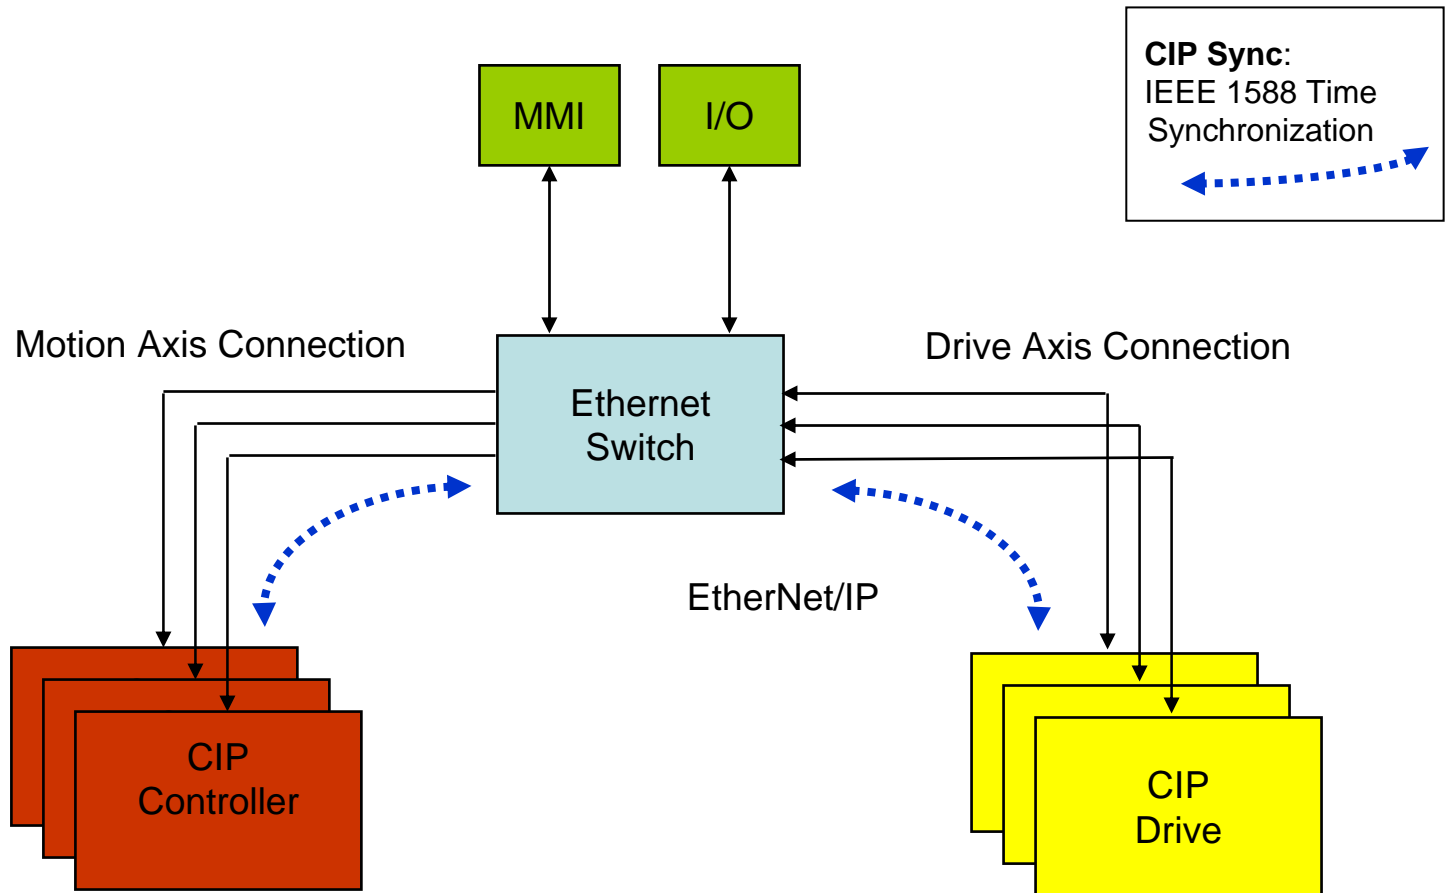 CIP Sync:
IEEE 1588 Time
Synchronization
MMI
I/O
Motion Axis Connection
Drive Axis Connection
Ethernet
Switch
EtherNet/IP
CIP
Controller
CIP
Drive